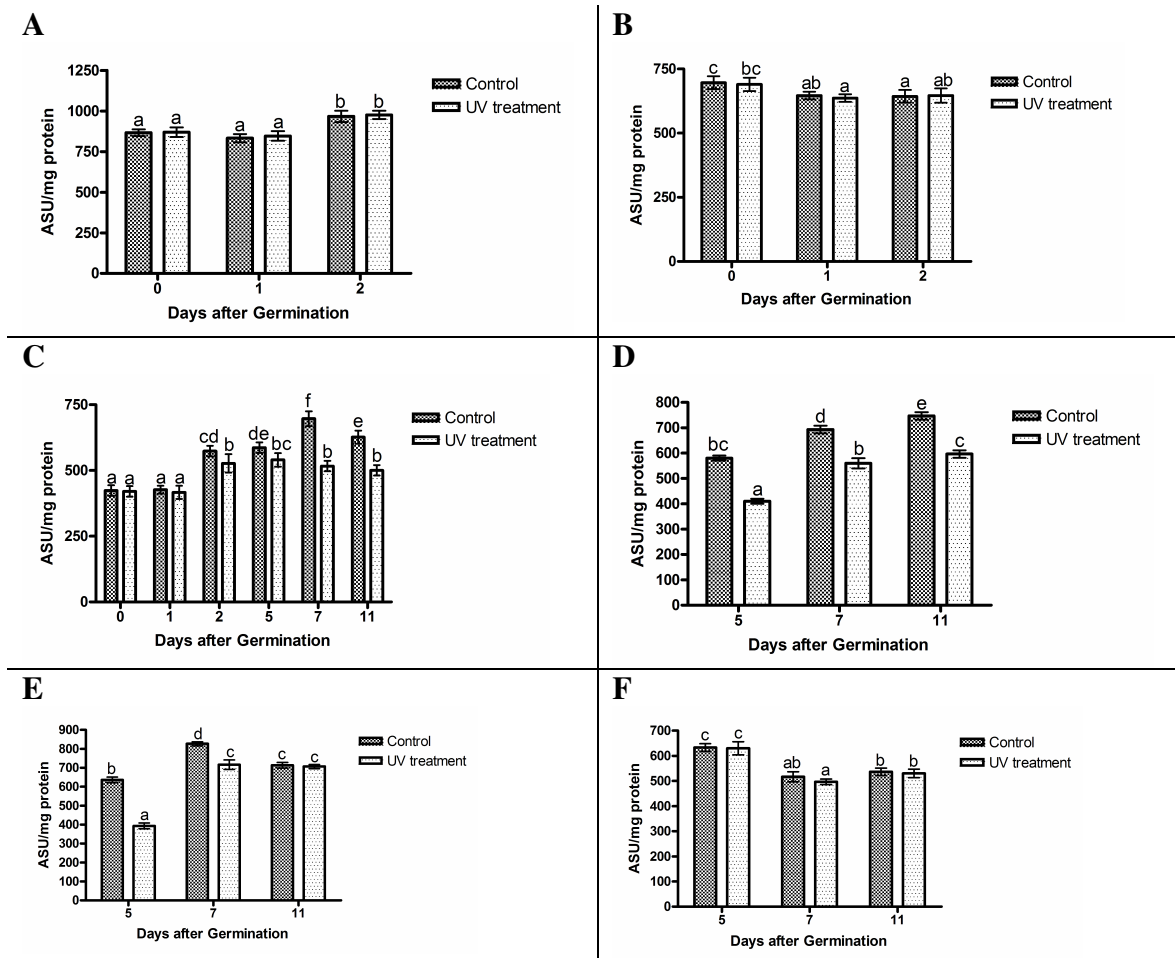 A
1250
1000
750
500
250
0
ASU/mg protein
a a a a b b
0 1 2
Days after Germination
Control
UV treatment
B
750
500
250
0
ASU/mg protein
c bc ab a a ab
0 1 2
Days after Germination
Control
UV treatment
C
750
500
250
0
ASU/mg protein
a a a a cd b de bc f b e b
0 1 2 5 7 11
Days after Germination
Control
UV treatment
D
800
700
600
500
400
300
200
100
0
ASU/mg protein
bc a d b e c
5 7 11
Days after Germination
Control
UV treatment
E
900
800
700
600
500
400
300
200
100
0
ASU/mg protein
b a d c c c
5 7 11
Days after Germination
Control
UV treatment
F
700
600
500
400
300
200
100
0
ASU/mg protein
c c ab a b b
5 7 11
Days after Germination
Control
UV treatment